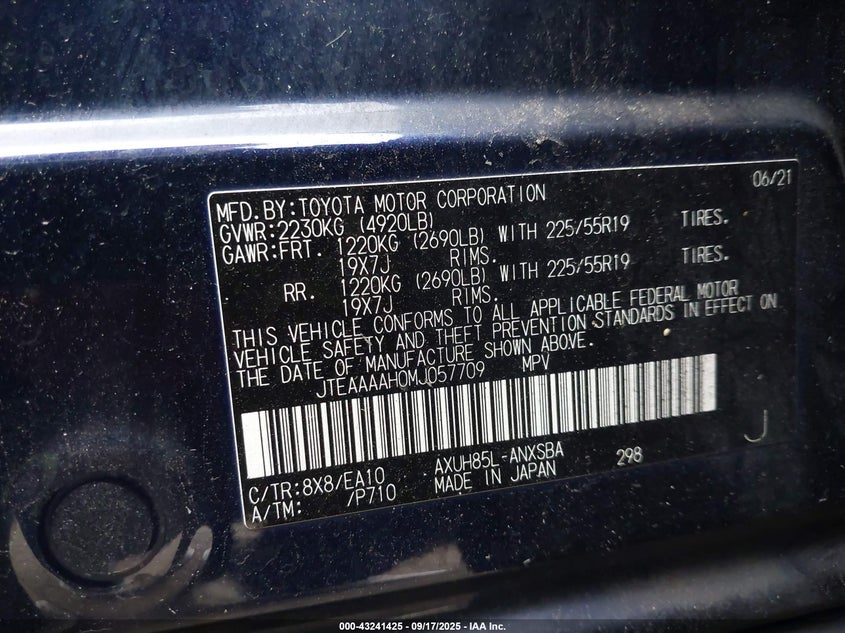 06/21
MFD.BY:TOYOTA MOTOR CORPORATION
GVWR:2230KG (4920LB)
GAWR:FRT. 1220KG (2690LB) WITH 225/55R19 TIRES.
19X7J RIMS.
RR. 1220KG (2690LB) WITH 225/55R19 TIRES.
19X7J RIMS.
THIS VEHICLE CONFORMS TO ALL APPLICABLE FEDERAL MOTOR
VEHICLE SAFETY AND THEFT PREVENTION STANDARDS IN EFFECT ON
THE DATE OF MANUFACTURE SHOWN ABOVE.
JTEAAAAH0MJ057709 MPV
J
C/TR:8X8/EA10 AXUH85L-ANXSBA 298
A/TM: /P710 MADE IN JAPAN
000-43241425 - 09/17/2025 - IAA Inc.